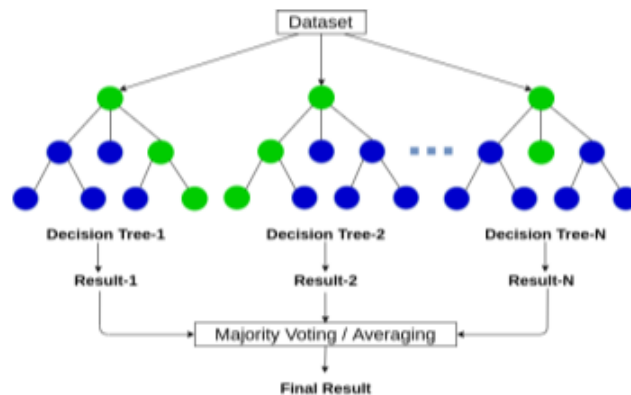 Dataset
Decision Tree-1
Decision Tree-2
Decision Tree-N
Result-1
Result-2
Result-N
Majority Voting / Averaging
Final Result